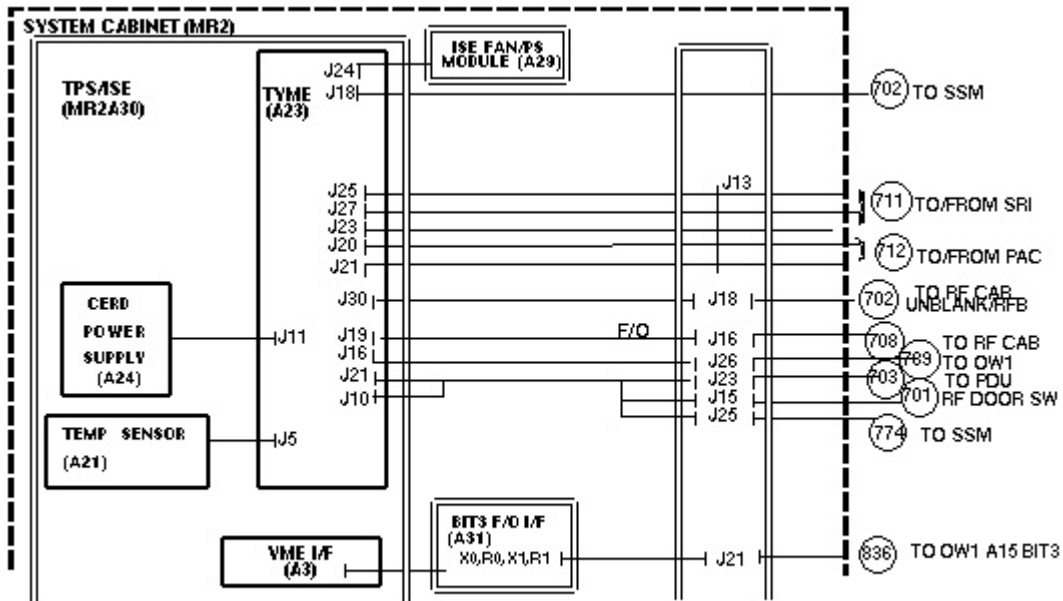 SYSTEM CABINET (MR2)
ISE FAN/PS
MODULE (A29)
TPS/ISE
(MR2A30)
TYME
(A23)
J24
J18
702 TO SSM
J13
J25
J27
J23
J20
J21
711 TO/FROM SRI
712 TO/FROM PAC
J30
J18
702 TO RF CAB
UNBLANK/RFB
CERD
POWER
SUPPLY
(A24)
J11
J19
F/O
J16
708 TO RF CAB
J16
J26
789 TO OW1
J21
J23
703 TO PDU
J10
J15
701 RF DOOR SW
J25
774 TO SSM
TEMP SENSOR
(A21)
J5
BIT3 F/O I/F
(A31)
X0,R0,X1,R1
VME I/F
(A3)
J21
836 TO OW1 A15 BIT3